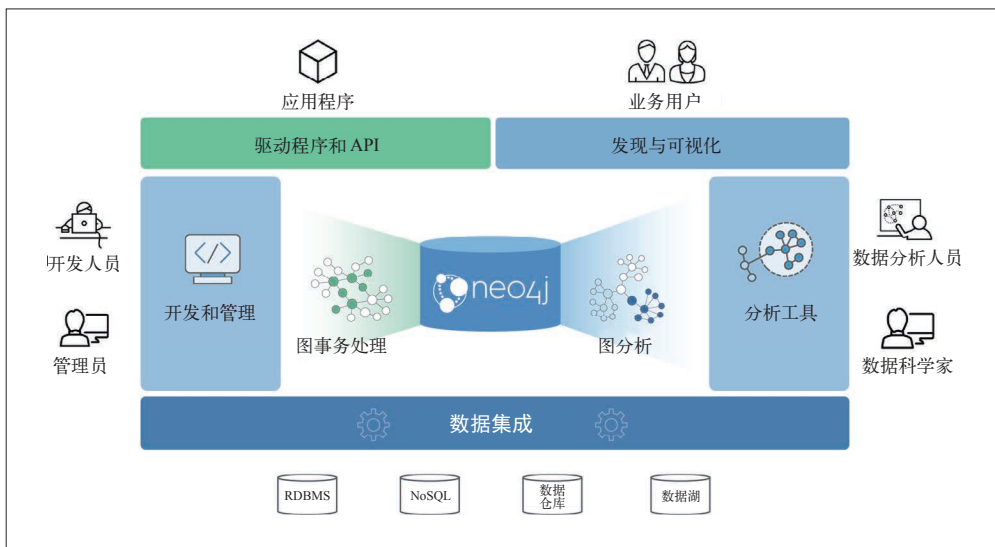 应用程序
业务用户
驱动程序和 API
发现与可视化
开发人员
管理员
</>
开发和管理
图事务处理
neo4j
图分析
分析工具
数据分析人员
数据科学家
数据集成
RDBMS
NoSQL
数据
仓库
数据湖